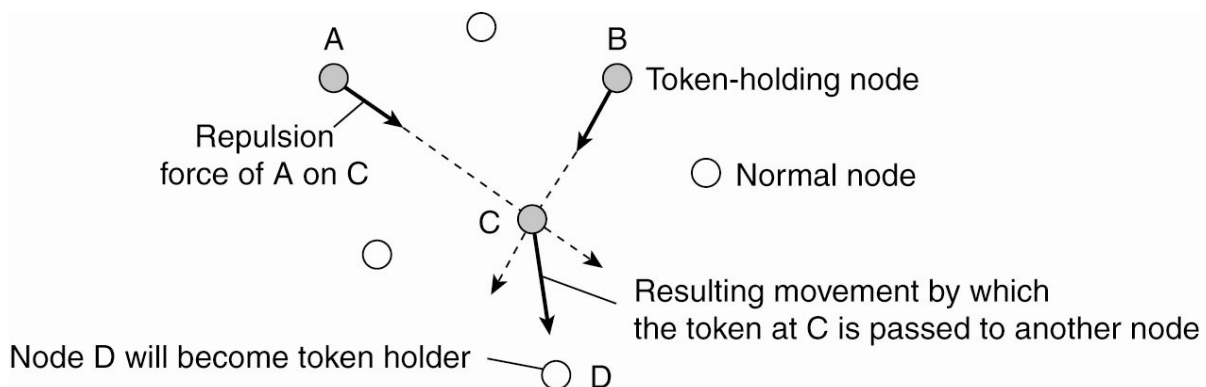 A
B
Token-holding node
Repulsion
force of A on C
Normal node
C
Resulting movement by which
the token at C is passed to another node
Node D will become token holder
D